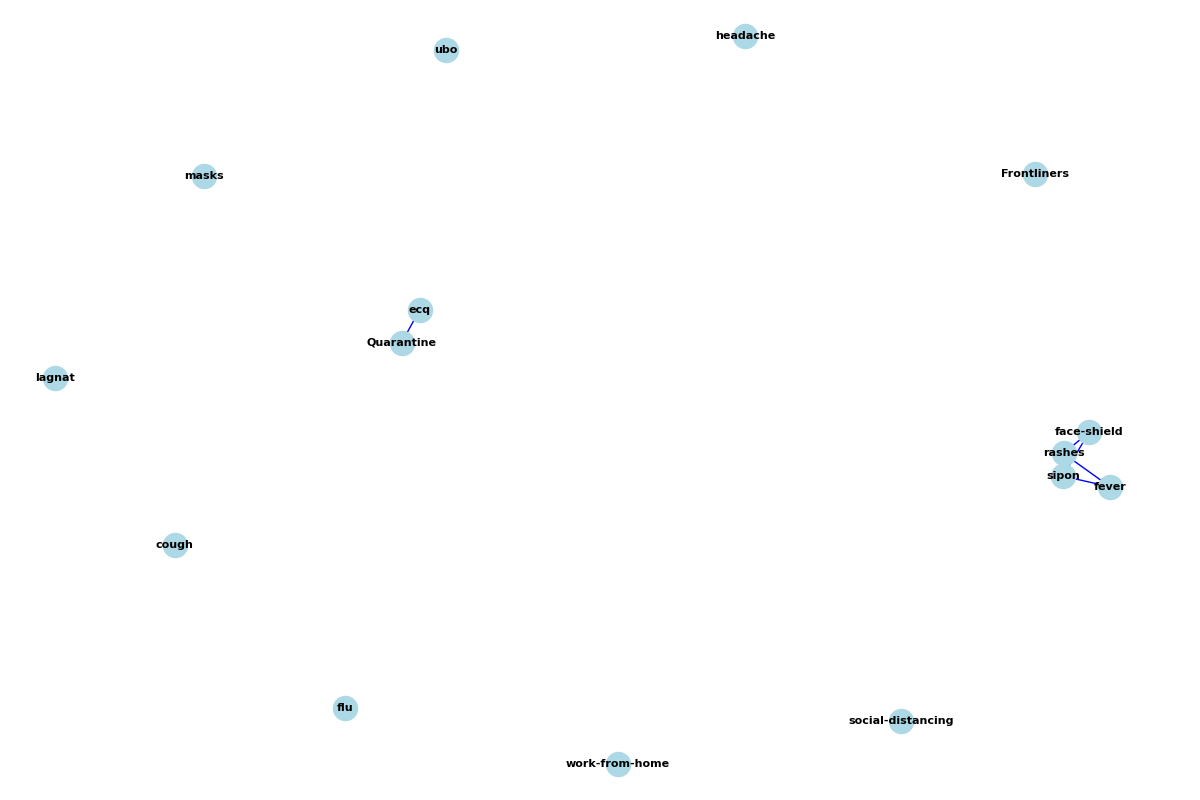 headache
ubo
Frontliners
masks
ecq
Quarantine
lagnat
face-shield
rashes
sipon
fever
cough
flu
social-distancing
work-from-home